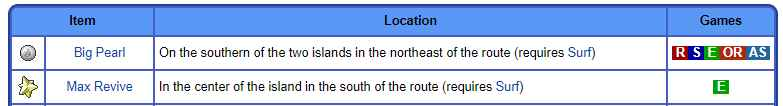 Item Location Games
Big Pearl On the southern of the two islands in the northeast of the route (requires Surf) R S E OR AS
Max Revive In the center of the island in the south of the route (requires Surf) E